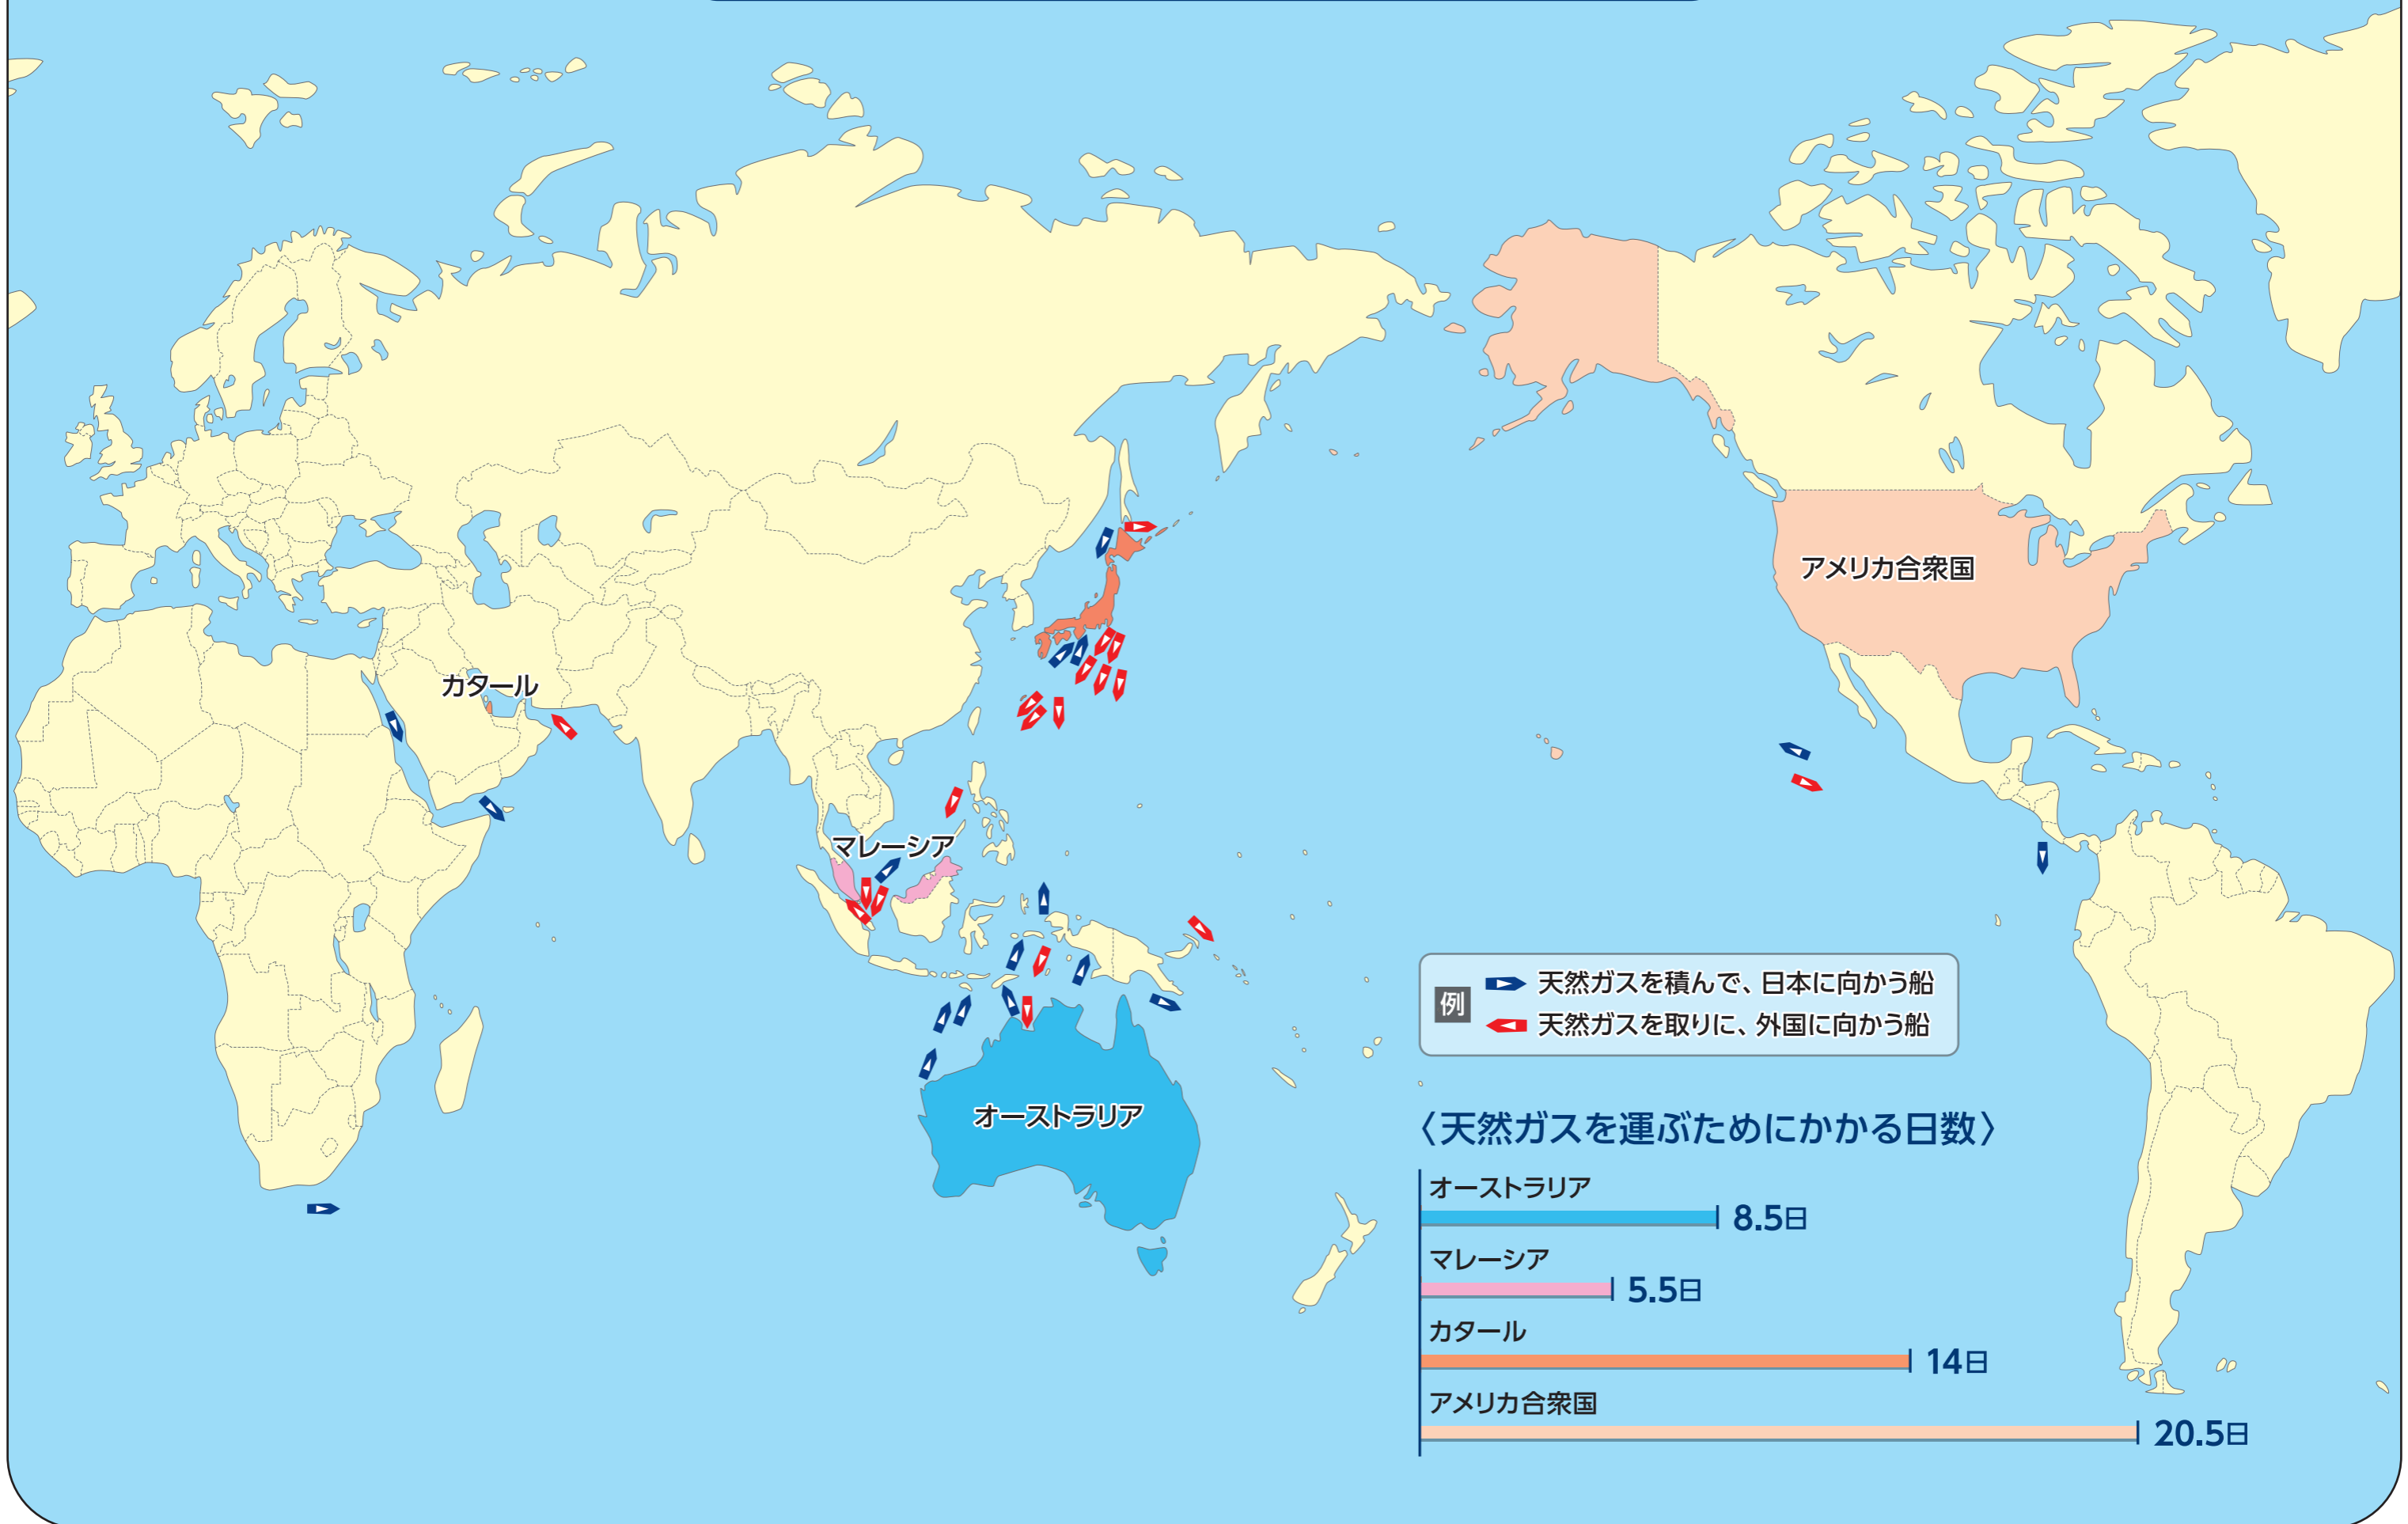 アメリカ合衆国
カタール
マレーシア
オーストラリア
例
天然ガスを積んで、日本に向かう船
天然ガスを取りに、外国に向かう船
〈天然ガスを運ぶためにかかる日数〉
オーストラリア
8.5日
マレーシア
5.5日
カタール
14日
アメリカ合衆国
20.5日